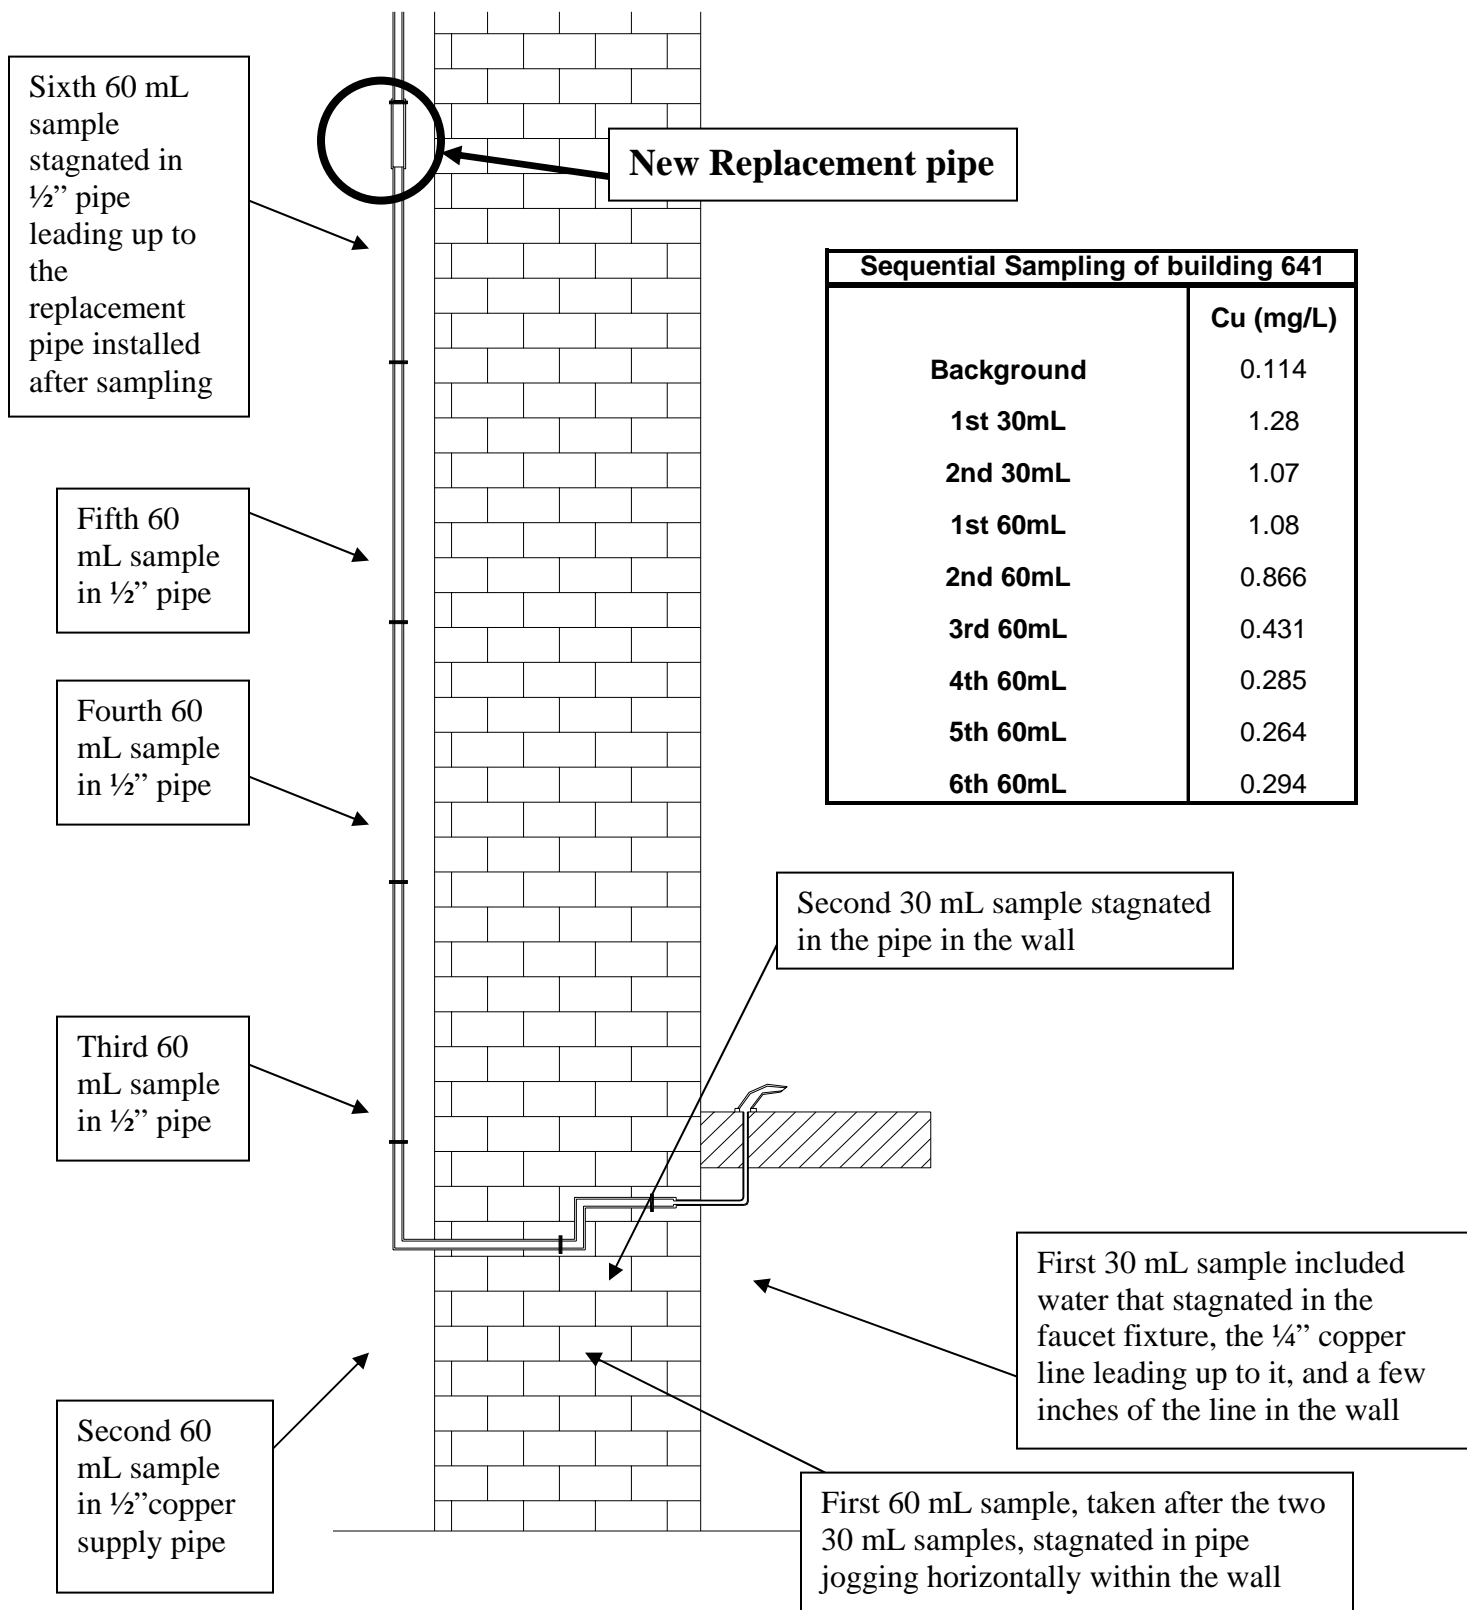 Sixth 60 mL
sample
stagnated in
½” pipe
leading up to
the
replacement
pipe installed
after sampling
New Replacement pipe
Sequential Sampling of building 641
Cu (mg/L)
Background 0.114
1st 30mL 1.28
2nd 30mL 1.07
1st 60mL 1.08
2nd 60mL 0.866
3rd 60mL 0.431
4th 60mL 0.285
5th 60mL 0.264
6th 60mL 0.294
Fifth 60
mL sample
in ½” pipe
Fourth 60
mL sample
in ½” pipe
Second 30 mL sample stagnated
in the pipe in the wall
Third 60
mL sample
in ½” pipe
First 30 mL sample included
water that stagnated in the
faucet fixture, the ¼” copper
line leading up to it, and a few
inches of the line in the wall
Second 60
mL sample
in ½”copper
supply pipe
First 60 mL sample, taken after the two
30 mL samples, stagnated in pipe
jogging horizontally within the wall